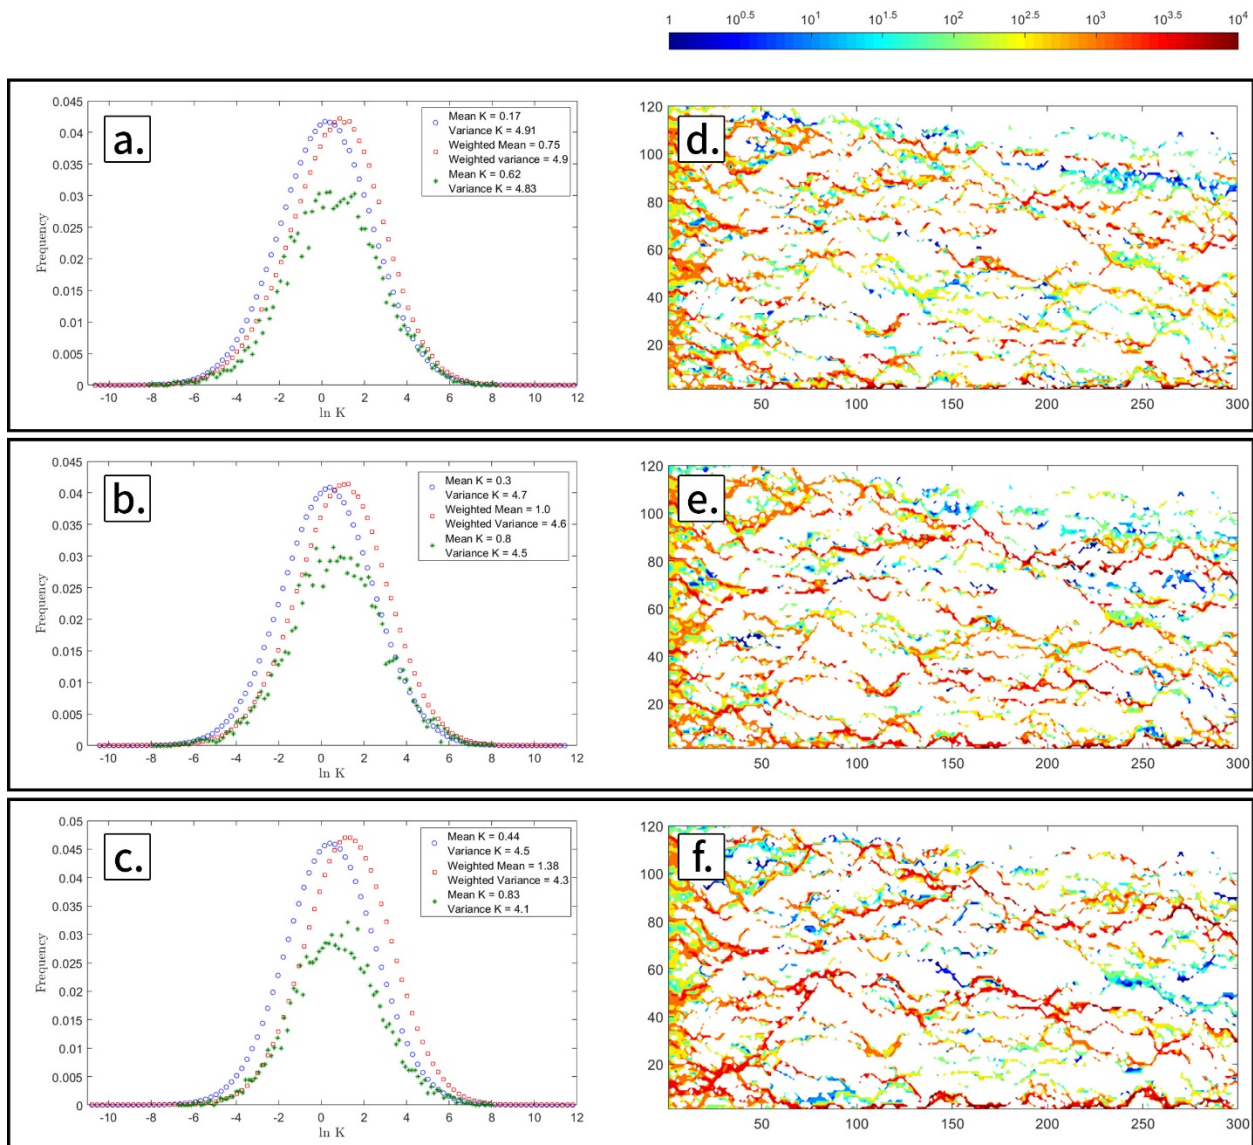 1 10^0.5 10^1 10^1.5 10^2 10^2.5 10^3 10^3.5 10^4
a.
0.045
0.04
0.035
0.03
0.025
0.02
0.015
0.01
0.005
0
Frequency
Mean K = 0.17
Variance K = 4.91
Weighted Mean = 0.75
Weighted variance = 4.9
Mean K = 0.62
Variance K = 4.83
-10 -8 -6 -4 -2 0 2 4 6 8 10 12
ln K
d.
120
100
80
60
40
20
50 100 150 200 250 300
b.
0.045
0.04
0.035
0.03
0.025
0.02
0.015
0.01
0.005
0
Frequency
Mean K = 0.3
Variance K = 4.7
Weighted Mean = 1.0
Weighted Variance = 4.6
Mean K = 0.8
Variance K = 4.5
-10 -8 -6 -4 -2 0 2 4 6 8 10 12
ln K
e.
120
100
80
60
40
20
50 100 150 200 250 300
c.
0.05
0.045
0.04
0.035
0.03
0.025
0.02
0.015
0.01
0.005
0
Frequency
Mean K = 0.44
Variance K = 4.5
Weighted Mean = 1.38
Weighted Variance = 4.3
Mean K = 0.83
Variance K = 4.1
-10 -8 -6 -4 -2 0 2 4 6 8 10 12
ln K
f.
120
100
80
60
40
20
50 100 150 200 250 300